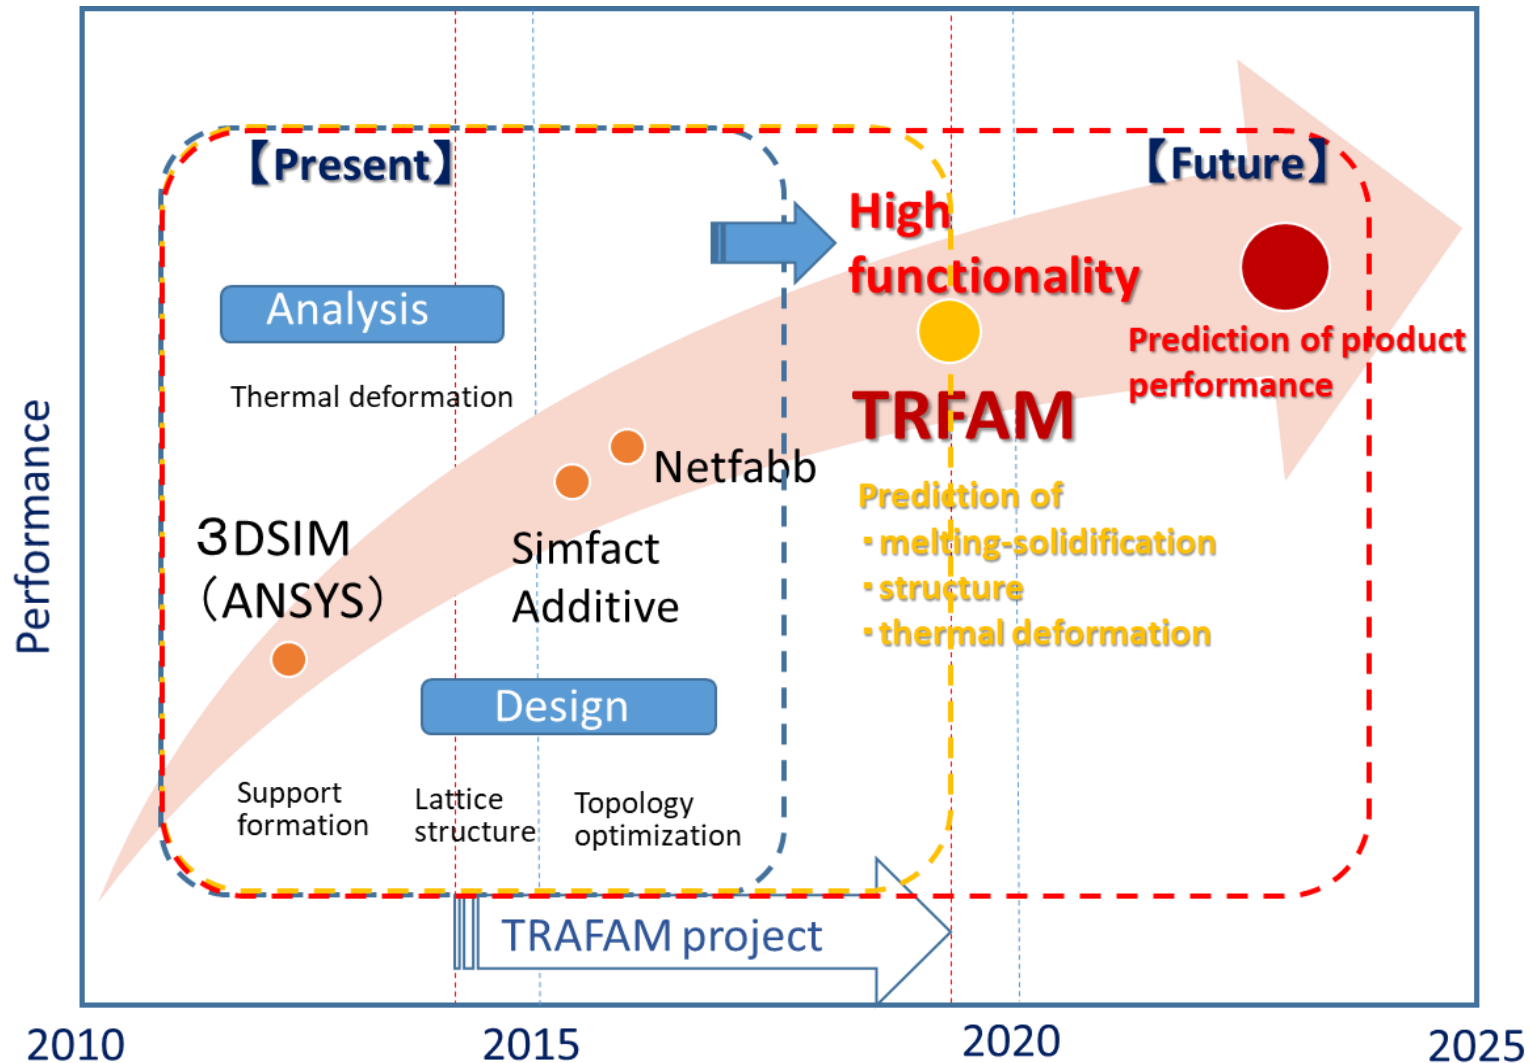 【Present】
【Future】
High
functionality
Analysis
Thermal deformation
Prediction of product
performance
TRFAM
Netfabb
Prediction of
・melting-solidification
・structure
・thermal deformation
３DSIM
（ANSYS）
Simfact
Additive
Design
Support
formation
Lattice
structure
Topology
optimization
TRAFAM project
Performance
2010
2015
2020
2025